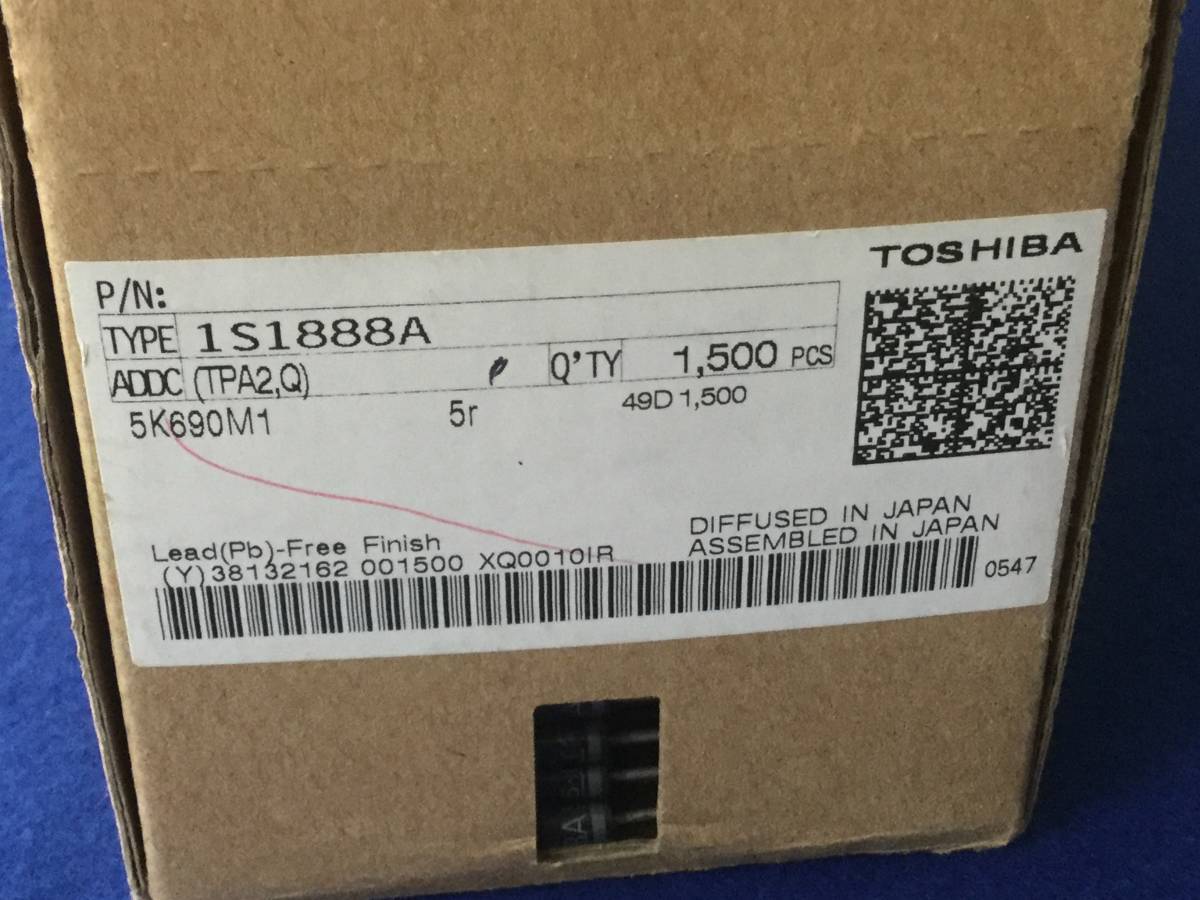 TOSHIBA
P/N:
TYPE 1S1888A
ADDC (TPA2,Q) Q'TY 1,500 PCS
5K690M1 5r 49D 1,500
DIFFUSED IN JAPAN
Lead(Pb)-Free Finish ASSEMBLED IN JAPAN
(Y)38132162 001500 XQ0010IR
0547
A